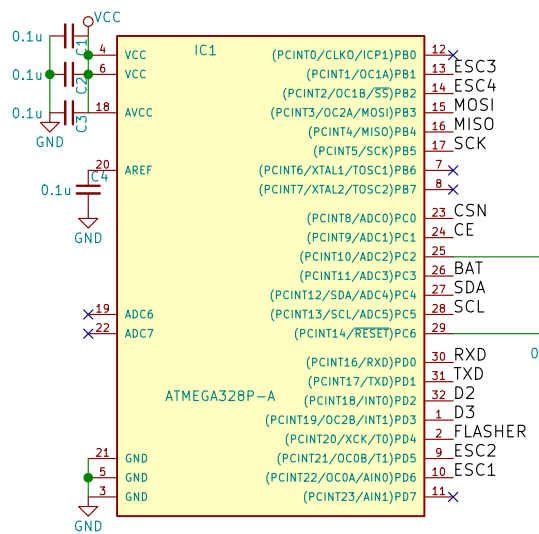 VCC
0.1u C1
IC1
4 VCC (PCINT0/CLKO/ICP1)PB0 12
0.1u C2 6 VCC (PCINT1/OC1A)PB1 13 ESC3
(PCINT2/OC1B/SS)PB2 14 ESC4
0.1u C3 18 AVCC (PCINT3/OC2A/MOSI)PB3 15 MOSI
GND (PCINT4/MISO)PB4 16 MISO
(PCINT5/SCK)PB5 17 SCK
20 AREF (PCINT6/XTAL1/TOSC1)PB6 7
0.1u C4 (PCINT7/XTAL2/TOSC2)PB7 8
(PCINT8/ADC0)PC0 23 CSN
GND (PCINT9/ADC1)PC1 24 CE
(PCINT10/ADC2)PC2 25
(PCINT11/ADC3)PC3 26 BAT
(PCINT12/SDA/ADC4)PC4 27 SDA
19 ADC6 (PCINT13/SCL/ADC5)PC5 28 SCL
22 ADC7 (PCINT14/RESET)PC6 29
0
(PCINT16/RXD)PD0 30 RXD
(PCINT17/TXD)PD1 31 TXD
ATMEGA328P-A (PCINT18/INT0)PD2 32 D2
(PCINT19/OC2B/INT1)PD3 1 D3
(PCINT20/XCK/T0)PD4 2 FLASHER
21 GND (PCINT21/OC0B/T1)PD5 9 ESC2
5 GND (PCINT22/OC0A/AIN0)PD6 10 ESC1
3 GND (PCINT23/AIN1)PD7 11
GND